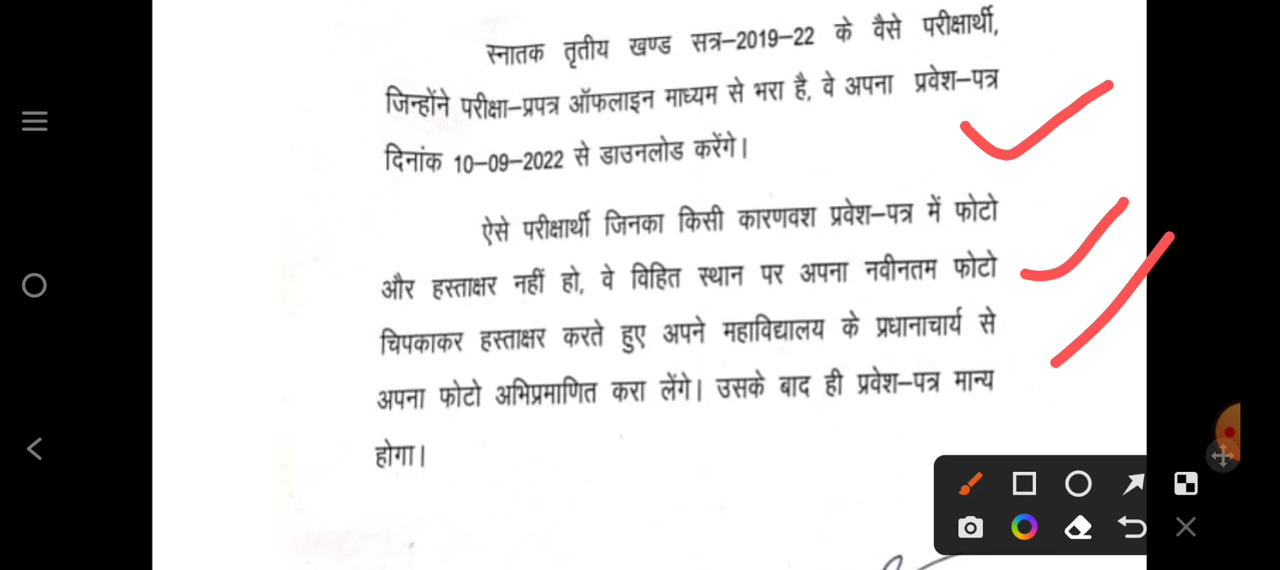 स्नातक तृतीय खण्ड सत्र–2019–22 के वैसे परीक्षार्थी,
जिन्होंने परीक्षा–प्रपत्र ऑफलाइन माध्यम से भरा है, वे अपना प्रवेश–पत्र
दिनांक 10–09–2022 से डाउनलोड करेंगे।
ऐसे परीक्षार्थी जिनका किसी कारणवश प्रवेश–पत्र में फोटो
और हस्ताक्षर नहीं हो, वे विहित स्थान पर अपना नवीनतम फोटो
चिपकाकर हस्ताक्षर करते हुए अपने महाविद्यालय के प्रधानाचार्य से
अपना फोटो अभिप्रमाणित करा लेंगे। उसके बाद ही प्रवेश–पत्र मान्य
होगा।